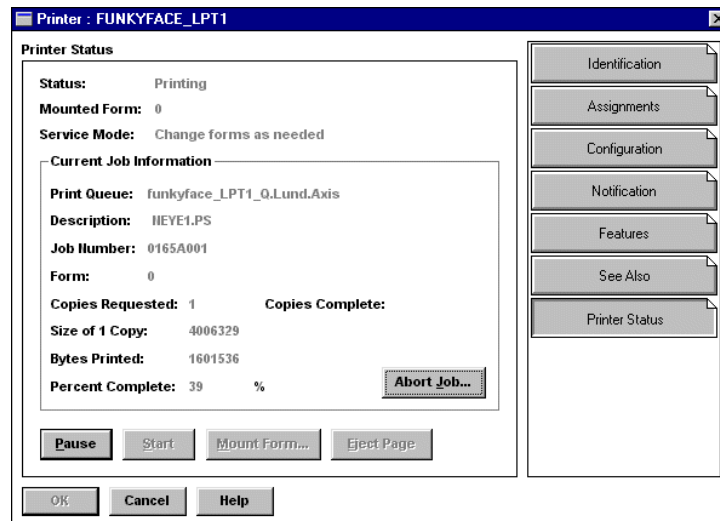 Printer : FUNKYFACE_LPT1
Printer Status
Status: Printing
Mounted Form: 0
Service Mode: Change forms as needed
Current Job Information
Print Queue: funkyface_LPT1_Q.Lund.Axis
Description: NEYE1.PS
Job Number: 0165A001
Form: 0
Copies Requested: 1 Copies Complete:
Size of 1 Copy: 4006329
Bytes Printed: 1601536
Percent Complete: 39 %
Abort Job...
Pause Start Mount Form... Eject Page
OK Cancel Help
Identification
Assignments
Configuration
Notification
Features
See Also
Printer Status